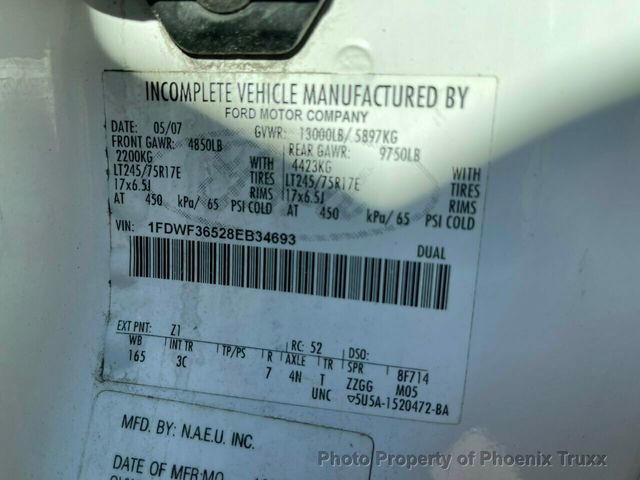 INCOMPLETE VEHICLE MANUFACTURED BY
FORD MOTOR COMPANY
DATE: 05/07 GVWR: 13000LB/ 5897KG
FRONT GAWR: 4850LB REAR GAWR: 9750LB
2200KG WITH 4423KG WITH
LT245/75R17E TIRES LT245/75R17E TIRES
17x6.5J RIMS 17x6.5J RIMS
AT 450 kPa/ 65 PSI COLD AT 450 kPa/ 65 PSI COLD
VIN: 1FDWF36528EB34693 DUAL
EXT PNT: Z1 RC: 52 DSO:
WB INT TR TP/PS R AXLE TR SPR 8F714
165 3C 7 4N T ZZGG M05
UNC ▽5U5A-1520472-BA
MFD. BY: N.A.E.U. INC.
DATE OF MFR:MO.
Photo Property of Phoenix Truxx